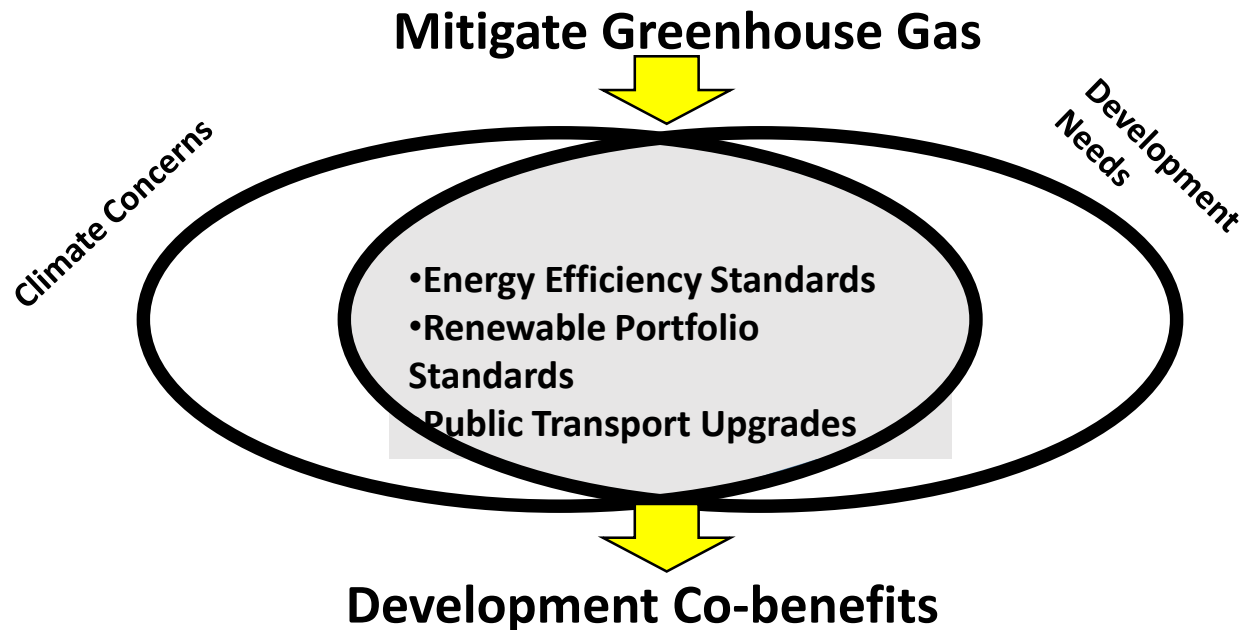 Mitigate Greenhouse Gas
Climate Concerns
Development
Needs
•Energy Efficiency Standards
•Renewable Portfolio
Standards
Public Transport Upgrades
Development Co-benefits